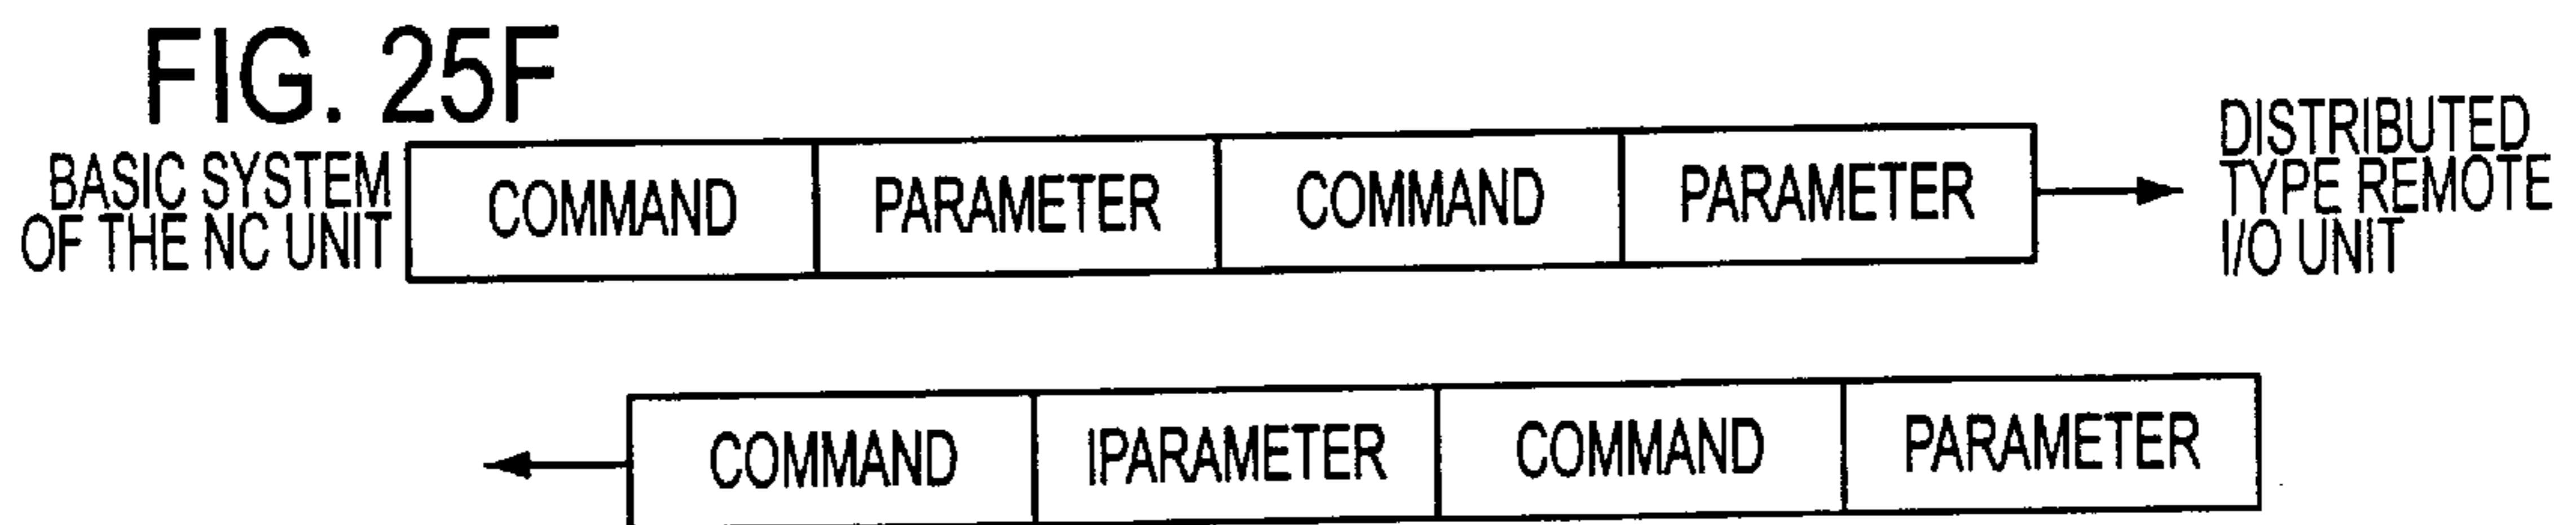 FIG. 25F
BASIC SYSTEM
OF THE NC UNIT
COMMAND PARAMETER COMMAND PARAMETER
DISTRIBUTED
TYPE REMOTE
I/O UNIT
COMMAND IPARAMETER COMMAND PARAMETER